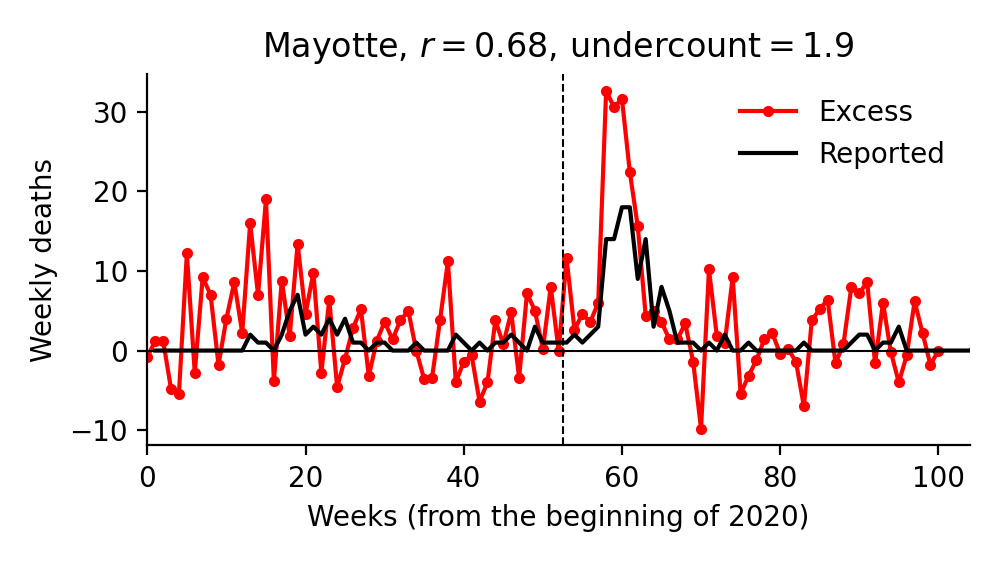 Mayotte, r = 0.68, undercount = 1.9
Weekly deaths
30
20
10
0
−10
Excess
Reported
0 20 40 60 80 100
Weeks (from the beginning of 2020)